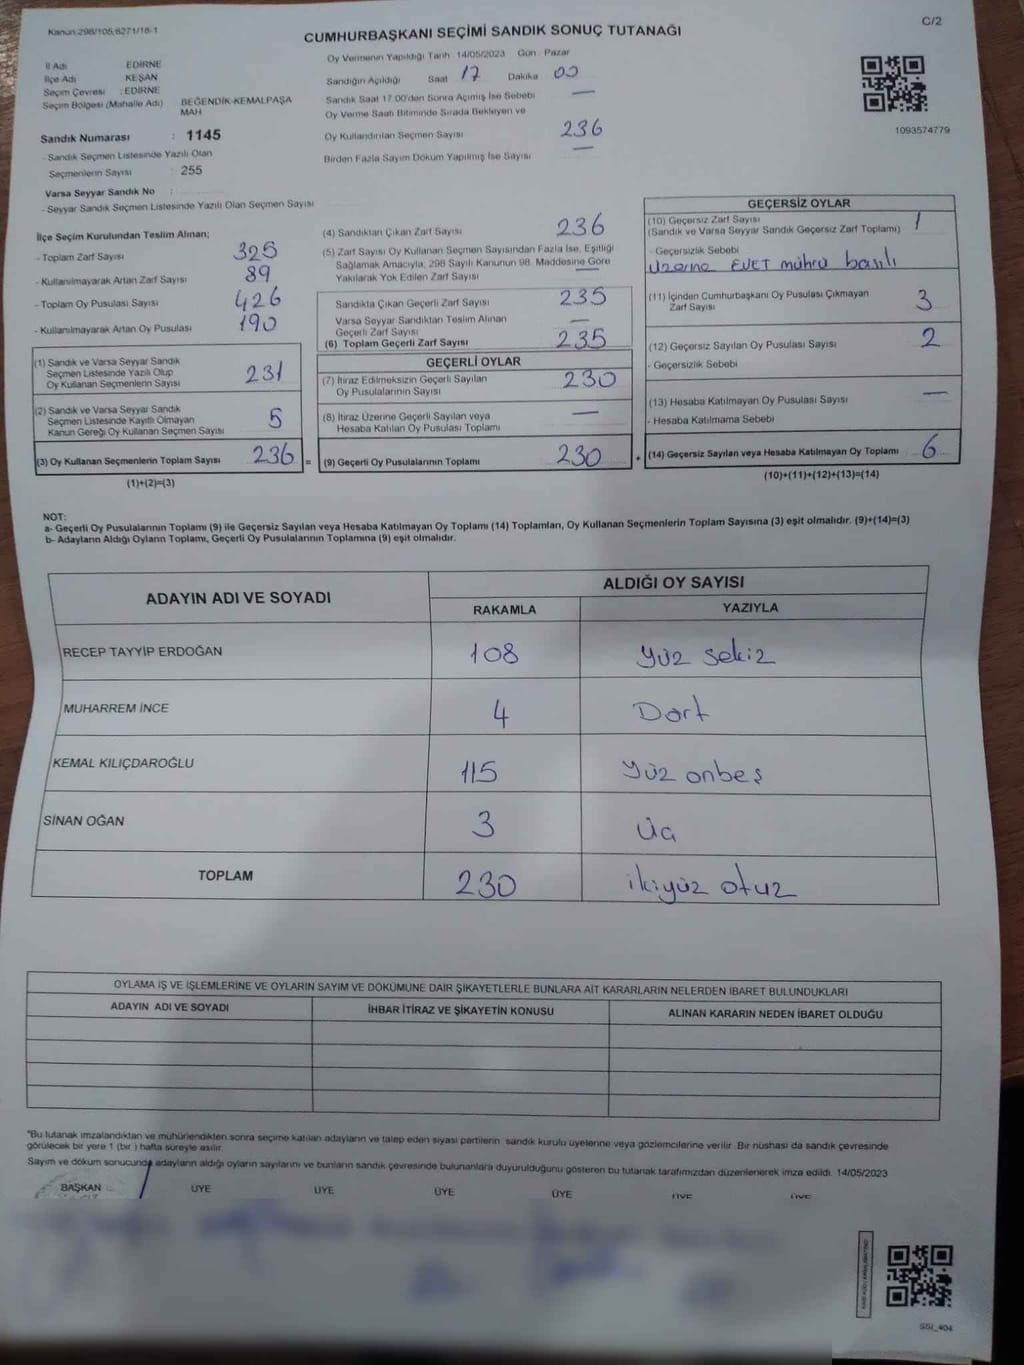 Kanun:298/105,6271/16-1
C/2
CUMHURBAŞKANI SEÇİMİ SANDIK SONUÇ TUTANAĞI
İl Adı EDİRNE
İlçe Adı KEŞAN
Seçim Çevresi : EDİRNE
Seçim Bölgesi (Mahalle Adı) BEĞENDİK-KEMALPAŞA MAH
Sandık Numarası : 1145
- Sandık Seçmen Listesinde Yazılı Olan
Seçmenlerin Sayısı : 255
Varsa Seyyar Sandık No :
- Seyyar Sandık Seçmen Listesinde Yazılı Olan Seçmen Sayısı
Oy Vermenin Yapıldığı Tarih 14/05/2023 Gün Pazar
Sandığın Açıldığı Saat 17 Dakika 00
Sandık Saat 17.00'den Sonra Açımış İse Sebebi —
Oy Verme Saati Bitiminde Sırada Bekleyen ve
Oy Kullandırılan Seçmen Sayısı 236
Birden Fazla Sayım Döküm Yapılmış İse Sayısı —
1093574779
İlçe Seçim Kurulundan Teslim Alınan;
- Toplam Zarf Sayısı 325
- Kullanılmayarak Artan Zarf Sayısı 89
- Toplam Oy Pusulası Sayısı 426
- Kullanılmayarak Artan Oy Pusulası 190
(1) Sandık ve Varsa Seyyar Sandık
Seçmen Listesinde Yazılı Olup
Oy Kullanan Seçmenlerin Sayısı 231
(2) Sandık ve Varsa Seyyar Sandık
Seçmen Listesinde Kayıtlı Olmayan
Kanun Gereği Oy Kullanan Seçmen Sayısı 5
(3) Oy Kullanan Seçmenlerin Toplam Sayısı 236 =
(1)+(2)=(3)
(4) Sandıktan Çıkan Zarf Sayısı 236
(5) Zarf Sayısı Oy Kullanan Seçmen Sayısından Fazla İse, Eşitliği
Sağlamak Amacıyla, 298 Sayılı Kanunun 98. Maddesine Göre
Yakılarak Yok Edilen Zarf Sayısı —
Sandıkta Çıkan Geçerli Zarf Sayısı 235
Varsa Seyyar Sandıktan Teslim Alınan
Geçerli Zarf Sayısı —
(6) Toplam Geçerli Zarf Sayısı 235
GEÇERLİ OYLAR
(7) İtiraz Edilmeksizin Geçerli Sayılan
Oy Pusulalarının Sayısı 230
(8) İtiraz Üzerine Geçerli Sayılan veya
Hesaba Katılan Oy Pusulası Toplamı —
(9) Geçerli Oy Pusulalarının Toplamı 230 +
GEÇERSİZ OYLAR
(10) Geçersiz Zarf Sayısı 1
(Sandık ve Varsa Seyyar Sandık Geçersiz Zarf Toplamı)
- Geçersizlik Sebebi
Üzerine EVET mührü basılı
(11) İçinden Cumhurbaşkanı Oy Pusulası Çıkmayan
Zarf Sayısı 3
(12) Geçersiz Sayılan Oy Pusulası Sayısı 2
- Geçersizlik Sebebi
(13) Hesaba Katılmayan Oy Pusulası Sayısı —
- Hesaba Katılmama Sebebi
(14) Geçersiz Sayılan veya Hesaba Katılmayan Oy Toplamı 6
(10)+(11)+(12)+(13)=(14)
NOT:
a- Geçerli Oy Pusulalarının Toplamı (9) ile Geçersiz Sayılan veya Hesaba Katılmayan Oy Toplamı (14) Toplamları, Oy Kullanan Seçmenlerin Toplam Sayısına (3) eşit olmalıdır. (9)+(14)=(3)
b- Adayların Aldığı Oyların Toplamı, Geçerli Oy Pusulalarının Toplamına (9) eşit olmalıdır.
ADAYIN ADI VE SOYADI
ALDIĞI OY SAYISI
RAKAMLA YAZIYLA
RECEP TAYYİP ERDOĞAN 108 Yüz sekiz
MUHARREM İNCE 4 Dört
KEMAL KILIÇDAROĞLU 115 Yüz onbeş
SİNAN OĞAN 3 Üç
TOPLAM 230 ikiyüz otuz
OYLAMA İŞ VE İŞLEMLERİNE VE OYLARIN SAYIM VE DÖKÜMÜNE DAİR ŞİKAYETLERLE BUNLARA AİT KARARLARIN NELERDEN İBARET BULUNDUKLARI
ADAYIN ADI VE SOYADI İHBAR İTİRAZ VE ŞİKAYETİN KONUSU ALINAN KARARIN NEDEN İBARET OLDUĞU
*Bu tutanak imzalandıktan ve mühürlendikten sonra seçime katılan adayların ve talep eden siyasi partilerin sandık kurulu üyelerine veya gözlemcilerine verilir. Bir nüshası da sandık çevresinde
görülecek bir yere 1 (bir ) hafta süreyle asılır.
Sayım ve döküm sonucunda adayların aldığı oyların sayılarını ve bunların sandık çevresinde bulunanlara duyurulduğunu gösteren bu tutanak tarafımızdan düzenlenerek imza edildi. 14/05/2023
BAŞKAN ÜYE ÜYE ÜYE ÜYE ÜYE ÜYE
SSI_404